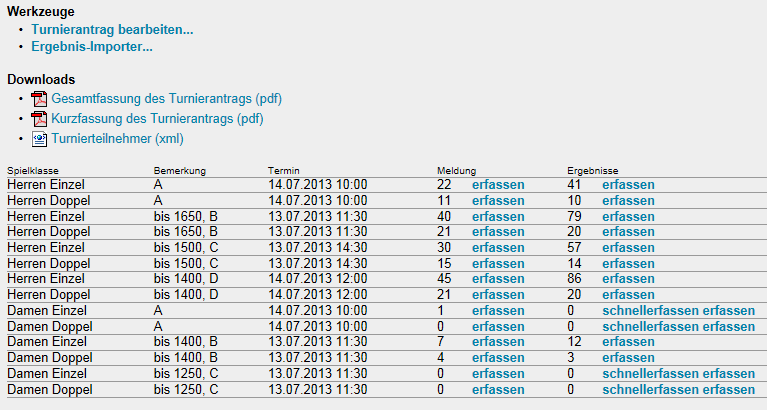 Werkzeuge
• Turnierantrag bearbeiten...
• Ergebnis-Importer...
Downloads
• Gesamtfassung des Turnierantrags (pdf)
• Kurzfassung des Turnierantrags (pdf)
• Turnierteilnehmer (xml)
Spielklasse Bemerkung Termin Meldung Ergebnisse
Herren Einzel A 14.07.2013 10:00 22 erfassen 41 erfassen
Herren Doppel A 14.07.2013 10:00 11 erfassen 10 erfassen
Herren Einzel bis 1650, B 13.07.2013 11:30 40 erfassen 79 erfassen
Herren Doppel bis 1650, B 13.07.2013 11:30 21 erfassen 20 erfassen
Herren Einzel bis 1500, C 13.07.2013 14:30 30 erfassen 57 erfassen
Herren Doppel bis 1500, C 13.07.2013 14:30 15 erfassen 14 erfassen
Herren Einzel bis 1400, D 14.07.2013 12:00 45 erfassen 86 erfassen
Herren Doppel bis 1400, D 14.07.2013 12:00 21 erfassen 20 erfassen
Damen Einzel A 14.07.2013 10:00 1 erfassen 0 schnellerfassen erfassen
Damen Doppel A 14.07.2013 10:00 0 erfassen 0 schnellerfassen erfassen
Damen Einzel bis 1400, B 13.07.2013 11:30 7 erfassen 12 erfassen
Damen Doppel bis 1400, B 13.07.2013 11:30 4 erfassen 3 erfassen
Damen Einzel bis 1250, C 13.07.2013 11:30 0 erfassen 0 schnellerfassen erfassen
Damen Doppel bis 1250, C 13.07.2013 11:30 0 erfassen 0 schnellerfassen erfassen